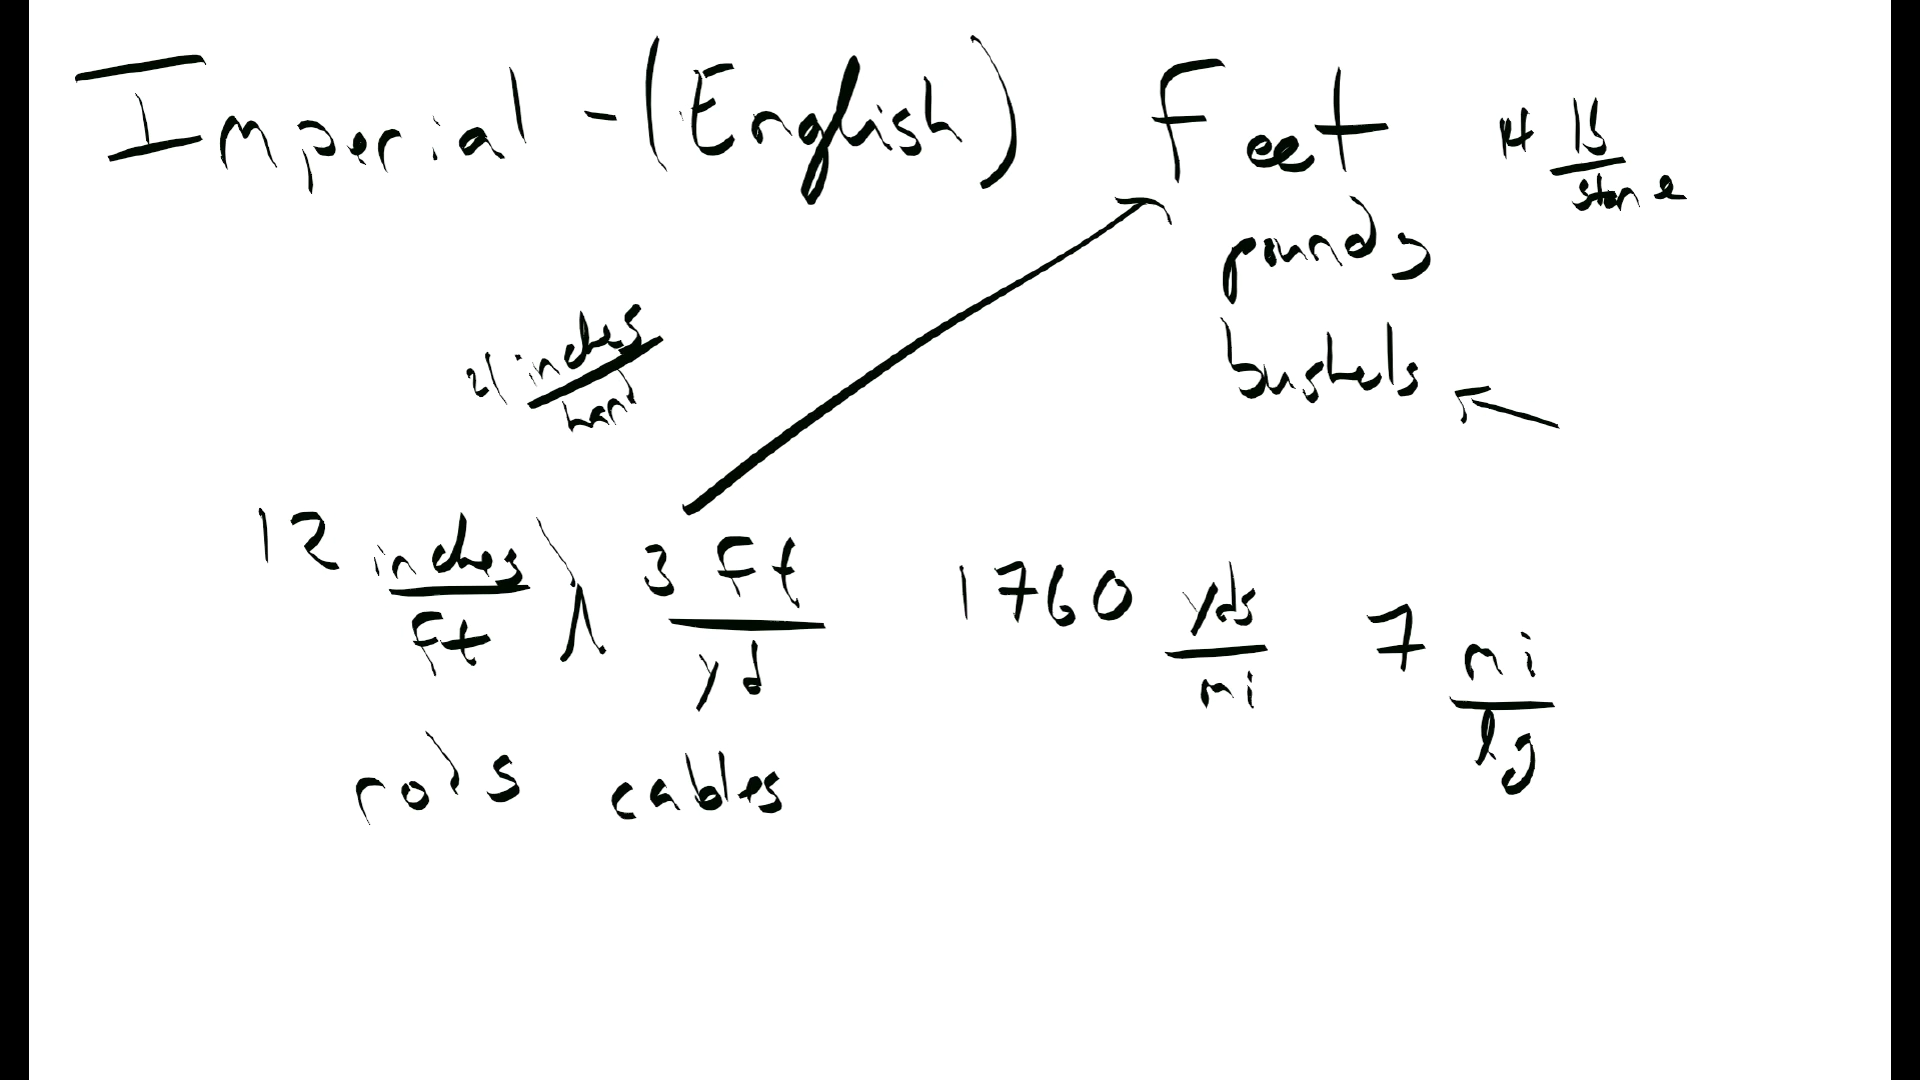 Imperial - (English) Feet 14 lb/stone
pounds
bushels
inches/hand
12 inches/ft 3 Ft/yd 1760 yds/mi 7 mi/lg
rods cables